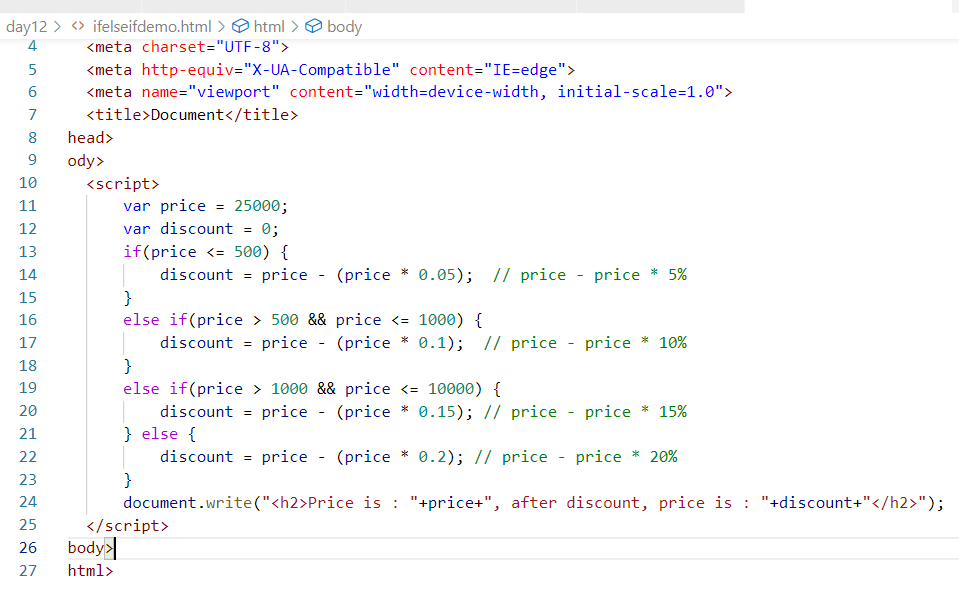 day12 > <> ifelseifdemo.html > html > body
4 <meta charset="UTF-8">
5 <meta http-equiv="X-UA-Compatible" content="IE=edge">
6 <meta name="viewport" content="width=device-width, initial-scale=1.0">
7 <title>Document</title>
8 head>
9 ody>
10 <script>
11 var price = 25000;
12 var discount = 0;
13 if(price <= 500) {
14 discount = price - (price * 0.05);  // price - price * 5%
15 }
16 else if(price > 500 && price <= 1000) {
17 discount = price - (price * 0.1);  // price - price * 10%
18 }
19 else if(price > 1000 && price <= 10000) {
20 discount = price - (price * 0.15); // price - price * 15%
21 } else {
22 discount = price - (price * 0.2); // price - price * 20%
23 }
24 document.write("<h2>Price is : "+price+", after discount, price is : "+discount+"</h2>");
25 </script>
26 body>
27 html>